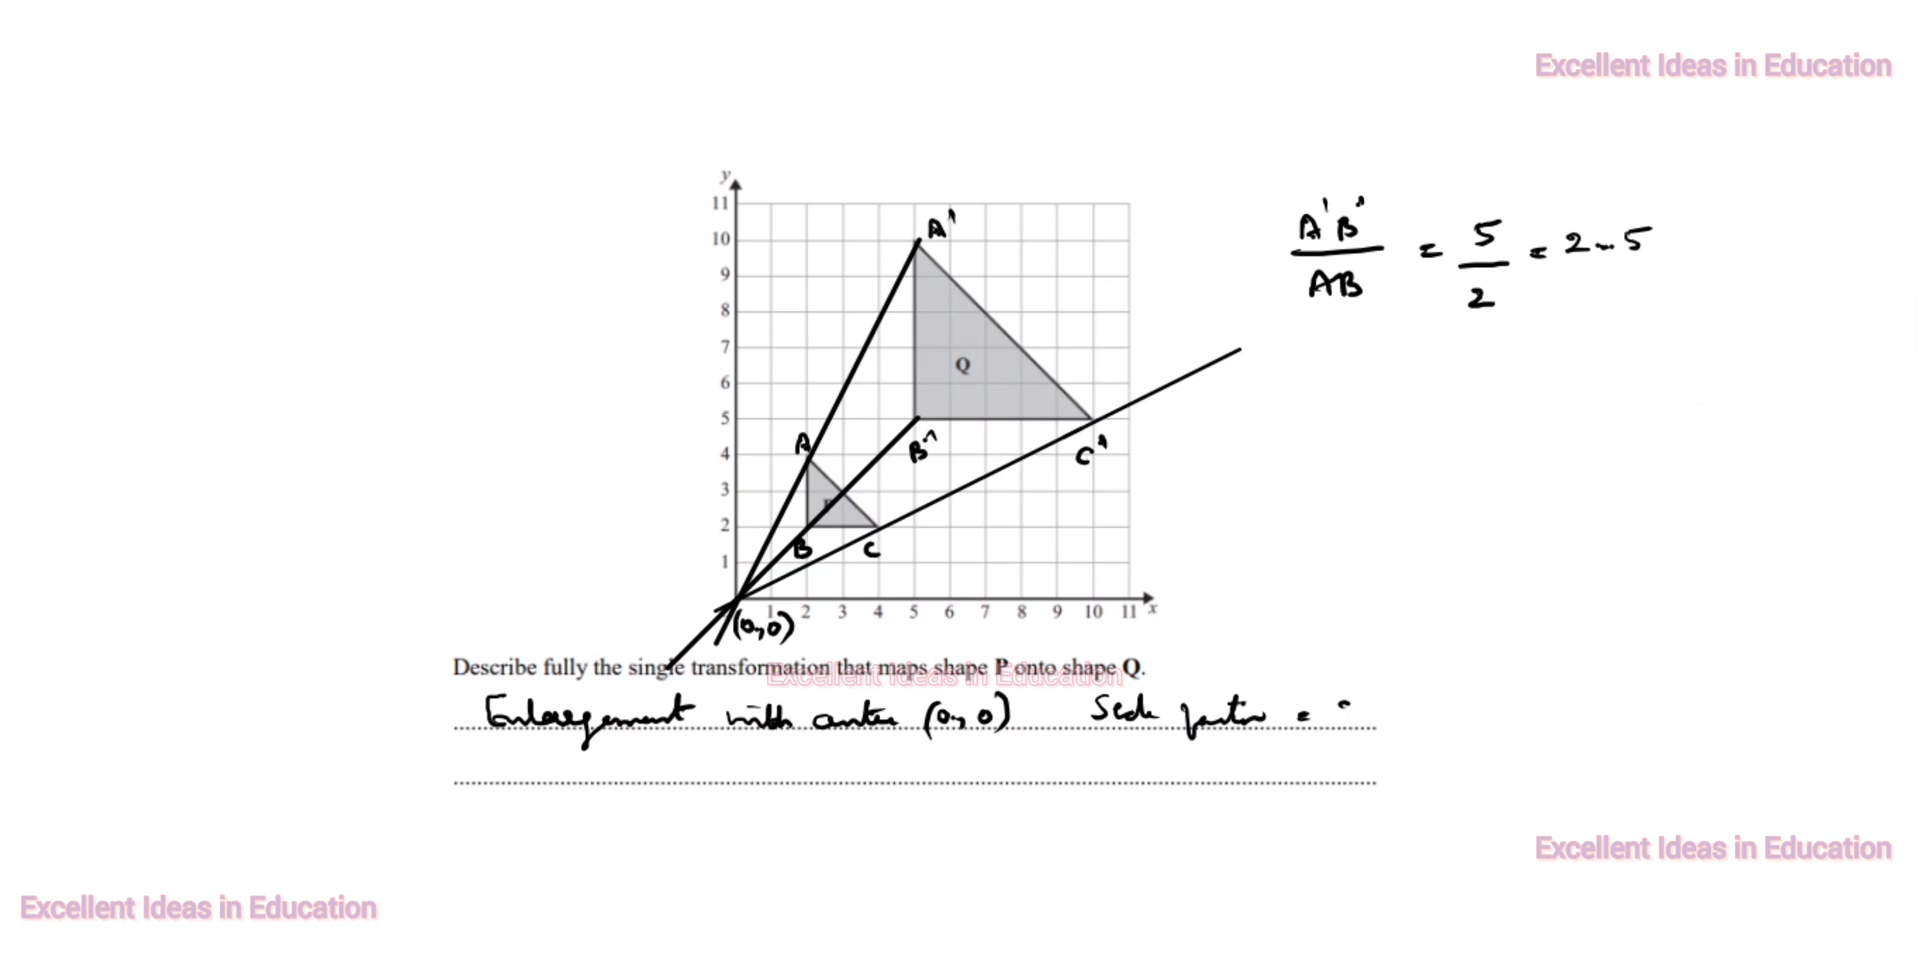 Excellent Ideas in Education
y
11
10
9
8
7
6
5
4
3
2
1
1 2 3 4 5 6 7 8 9 10 11 x
A'
Q
A
B'
C'
B C
(0,0)
A'B' / AB = 5 / 2 = 2.5
Describe fully the single transformation that maps shape P onto shape Q.
Excellent Ideas in Education
Enlargement with center (0, 0) Scale factor =
Excellent Ideas in Education
Excellent Ideas in Education